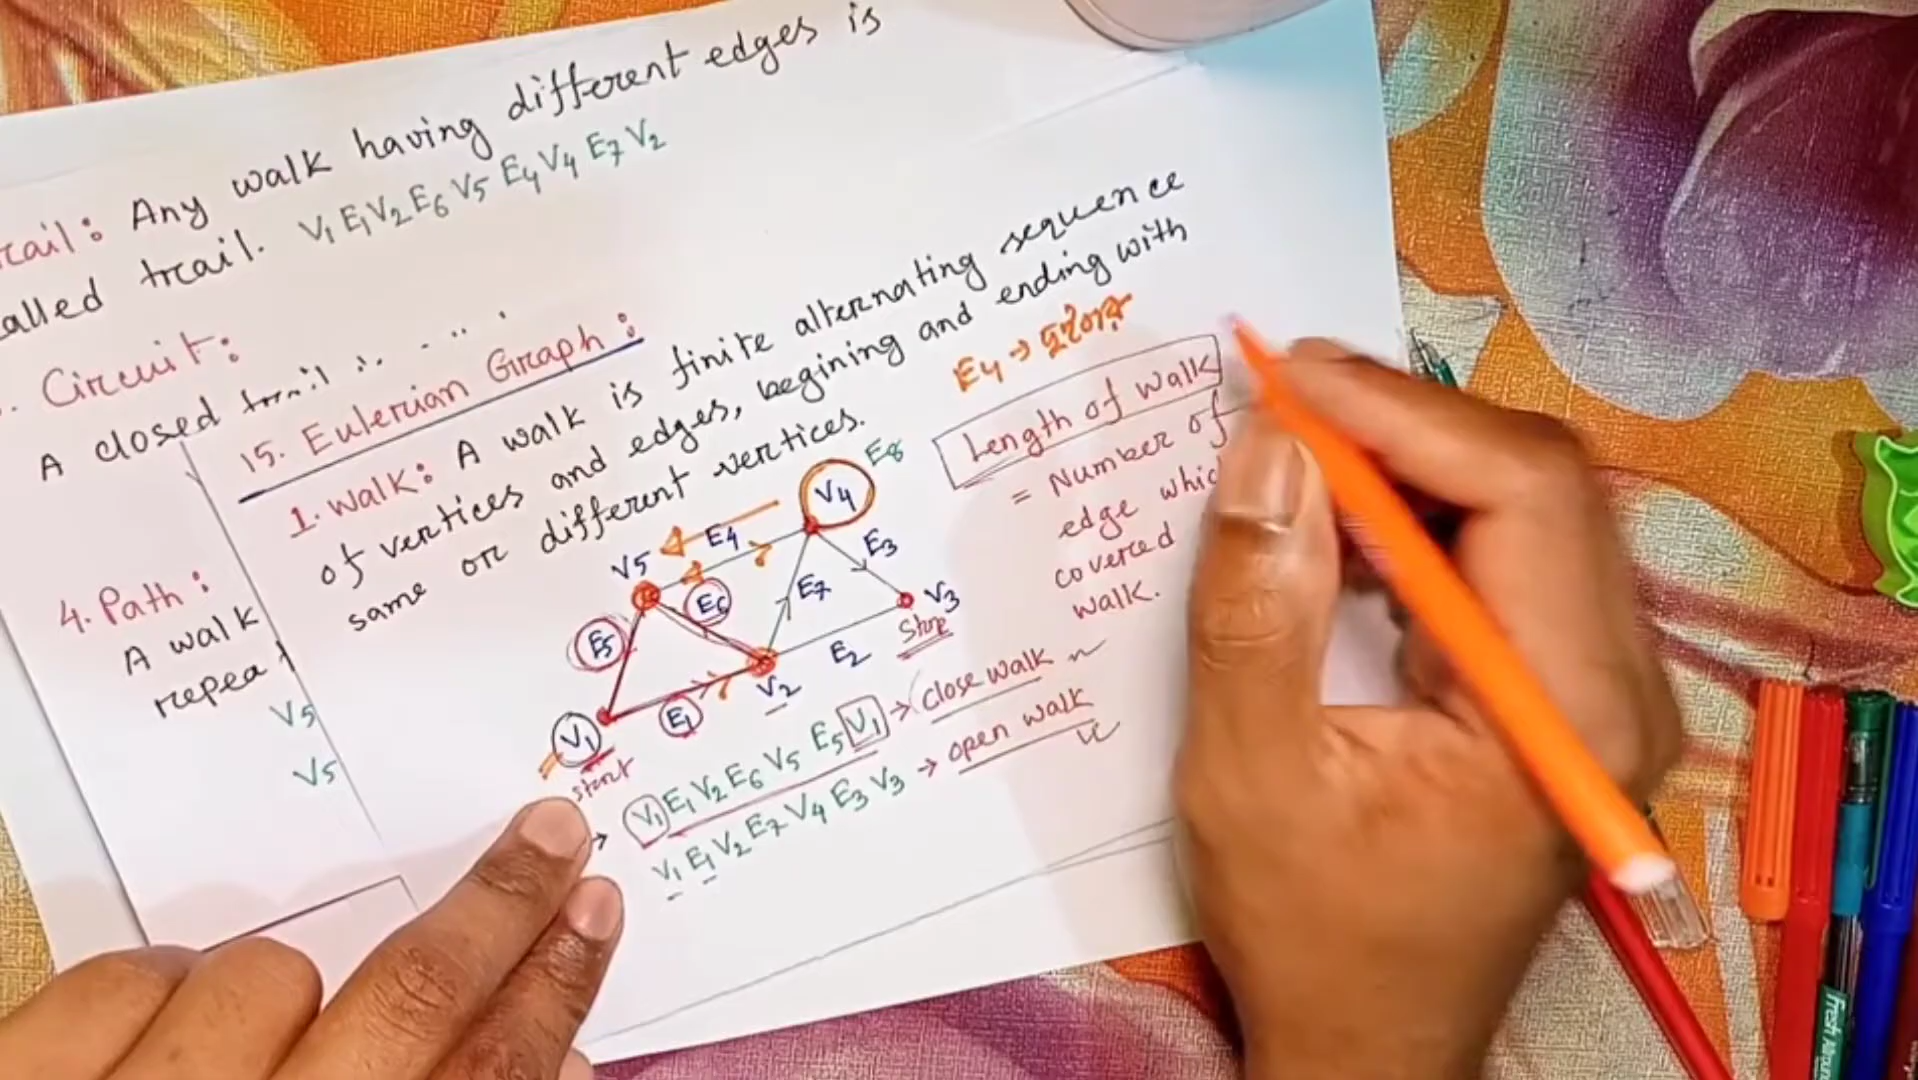 Any walk having different edges is
called trail. V1 E1 V2 E6 V5 E4 V4 E7 V2
Circuit:
A closed
4. Path:
A walk
repeat
V5
V5
15. Eulerian Graph:
1. Walk: A walk is finite alternating sequence
of vertices and edges, begining and ending with
same or different vertices.
E4 →
Length of walk
= Number of
edge which
covered
walk.
E8
V4
E4
E3
V5
E6
E7
V3
Stop
E5
E2
V2
E1
V1
start
→ V1 E1 V2 E6 V5 E5 V1 → close walk
V1 E1 V2 E7 V4 E3 V3 → open walk